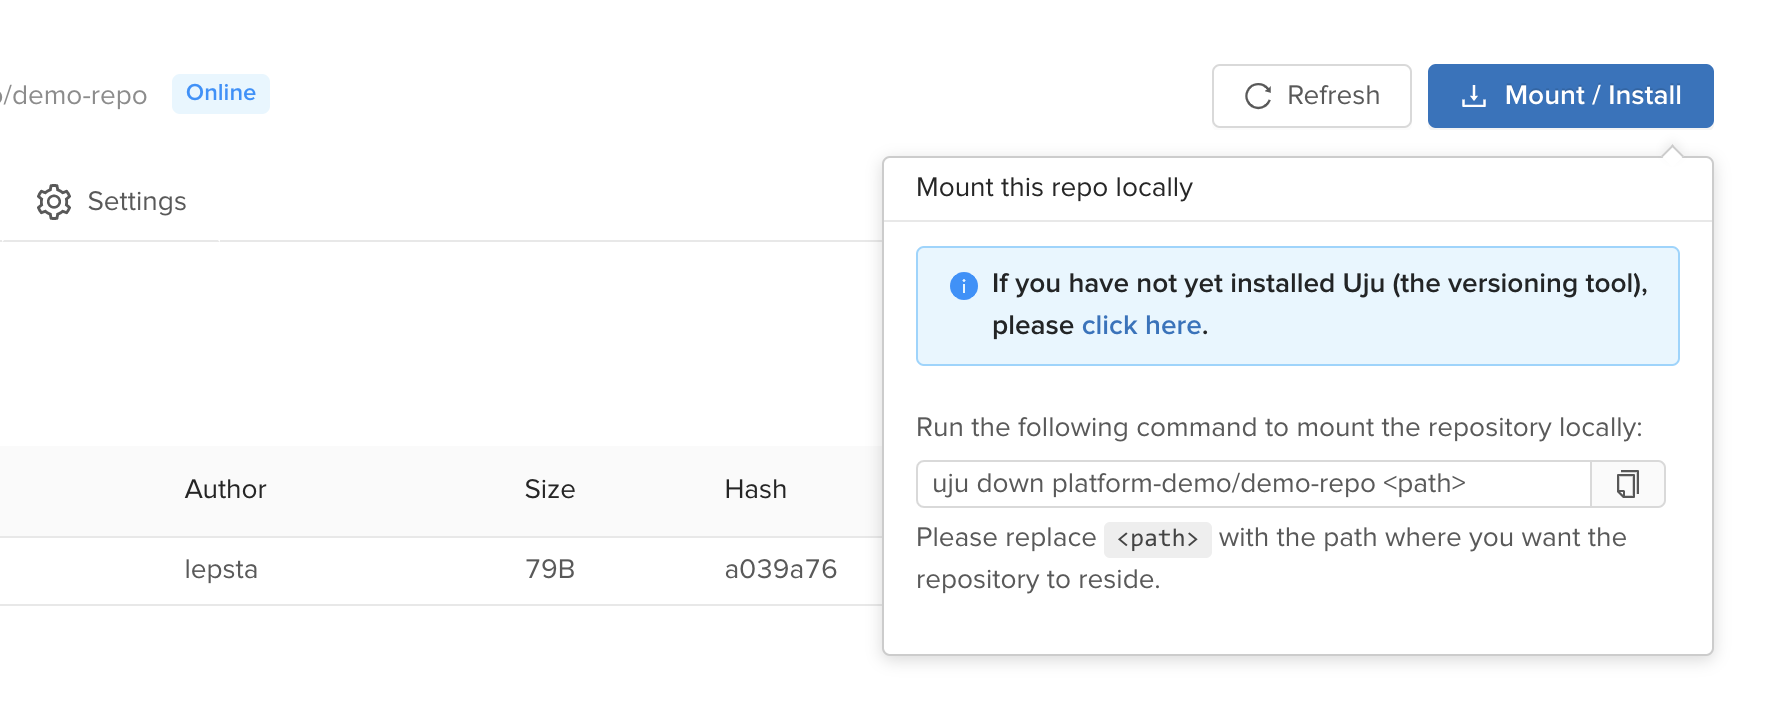 /demo-repo Online
Refresh
Mount / Install
Settings
Mount this repo locally
If you have not yet installed Uju (the versioning tool),
please click here.
Run the following command to mount the repository locally:
uju down platform-demo/demo-repo <path>
Please replace <path> with the path where you want the
repository to reside.
Author Size Hash
lepsta 79B a039a76